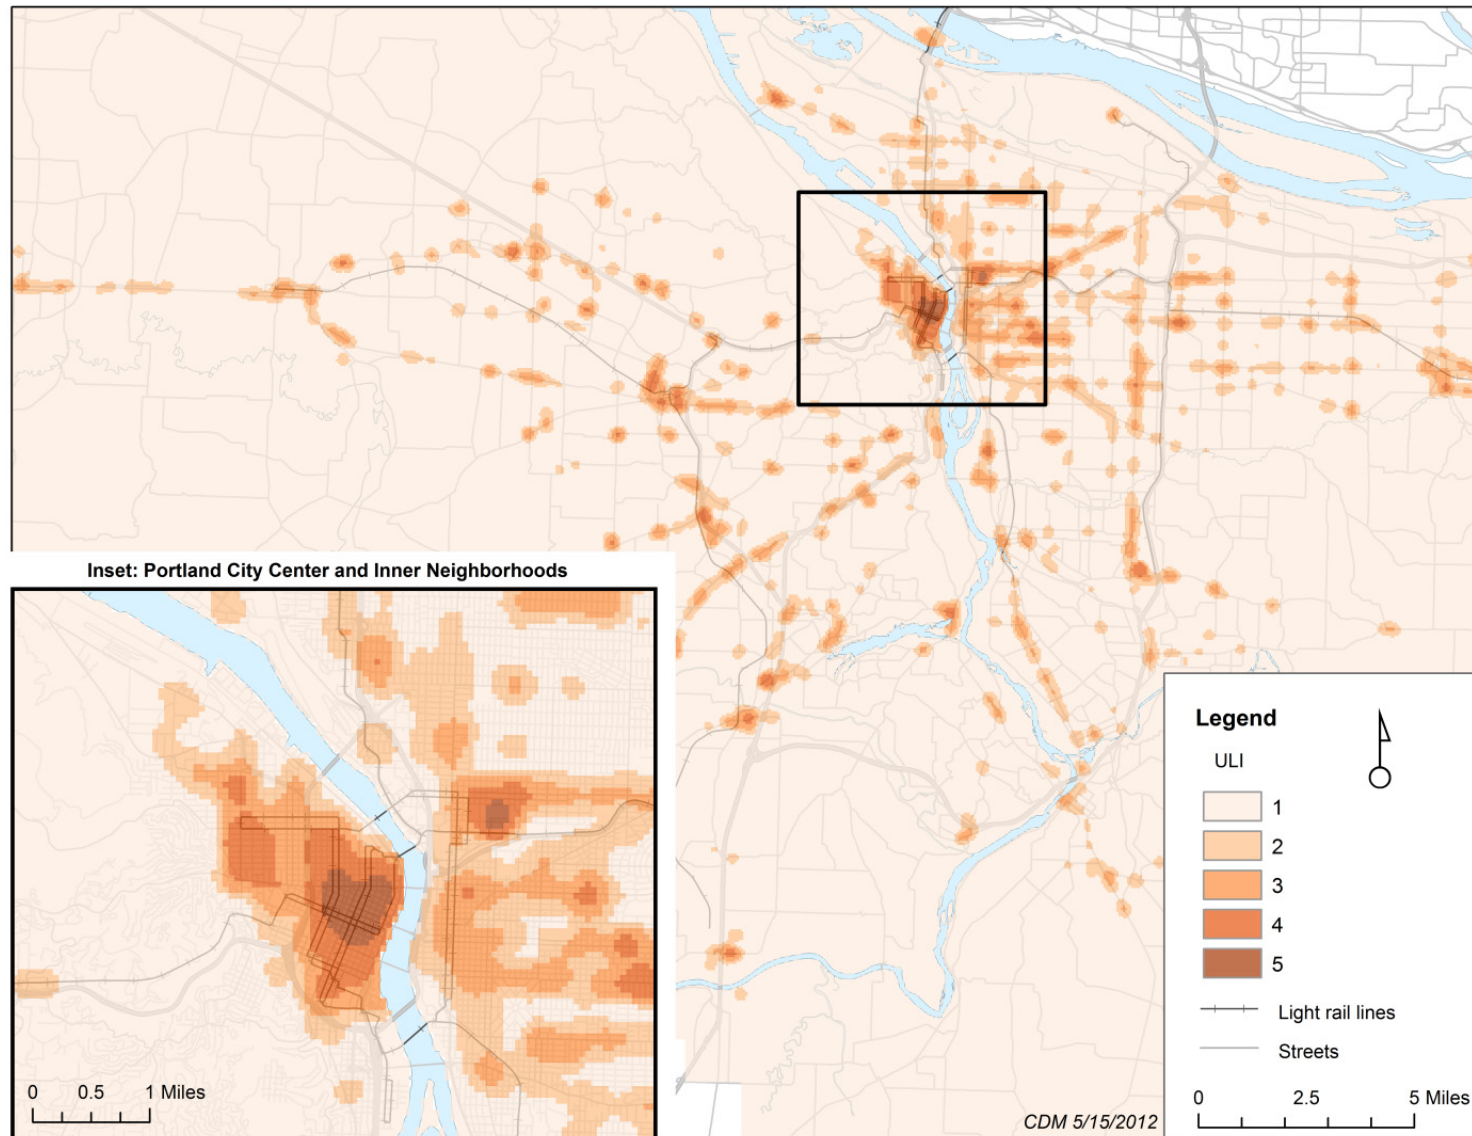 Inset: Portland City Center and Inner Neighborhoods
0 0.5 1 Miles
Legend
ULI
1
2
3
4
5
Light rail lines
Streets
0 2.5 5 Miles
CDM 5/15/2012